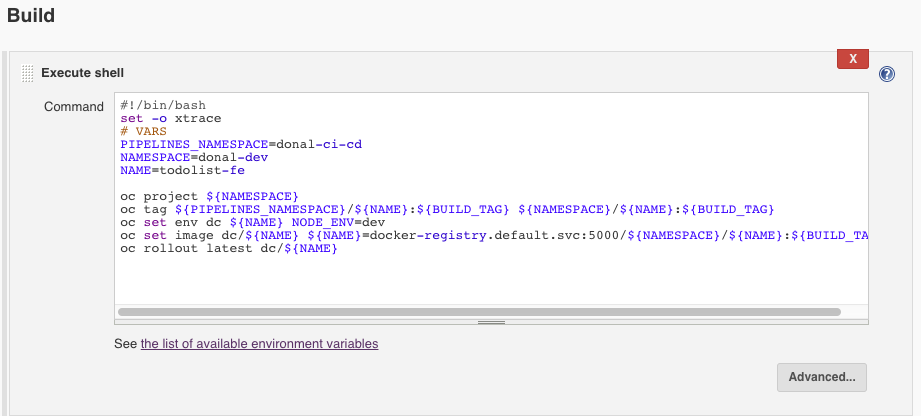 Build
X
Execute shell
?
Command
#!/bin/bash
set -o xtrace
# VARS
PIPELINES_NAMESPACE=donal-ci-cd
NAMESPACE=donal-dev
NAME=todolist-fe
oc project ${NAMESPACE}
oc tag ${PIPELINES_NAMESPACE}/${NAME}:${BUILD_TAG} ${NAMESPACE}/${NAME}:${BUILD_TAG}
oc set env dc ${NAME} NODE_ENV=dev
oc set image dc/${NAME} ${NAME}=docker-registry.default.svc:5000/${NAMESPACE}/${NAME}:${BUILD_TA
oc rollout latest dc/${NAME}
See the list of available environment variables
Advanced...